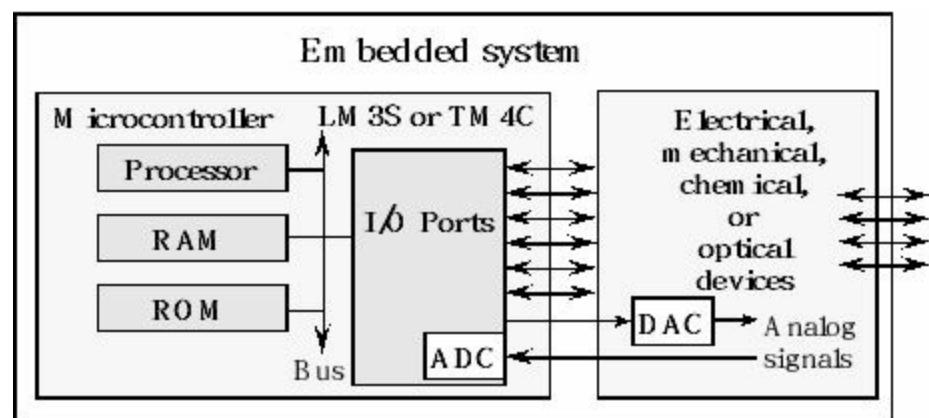 Embedded system
Microcontroller
LM3S or TM4C
Processor
RAM
ROM
Bus
I/O Ports
ADC
Electrical,
mechanical,
chemical,
or
optical
devices
DAC
Analog
signals